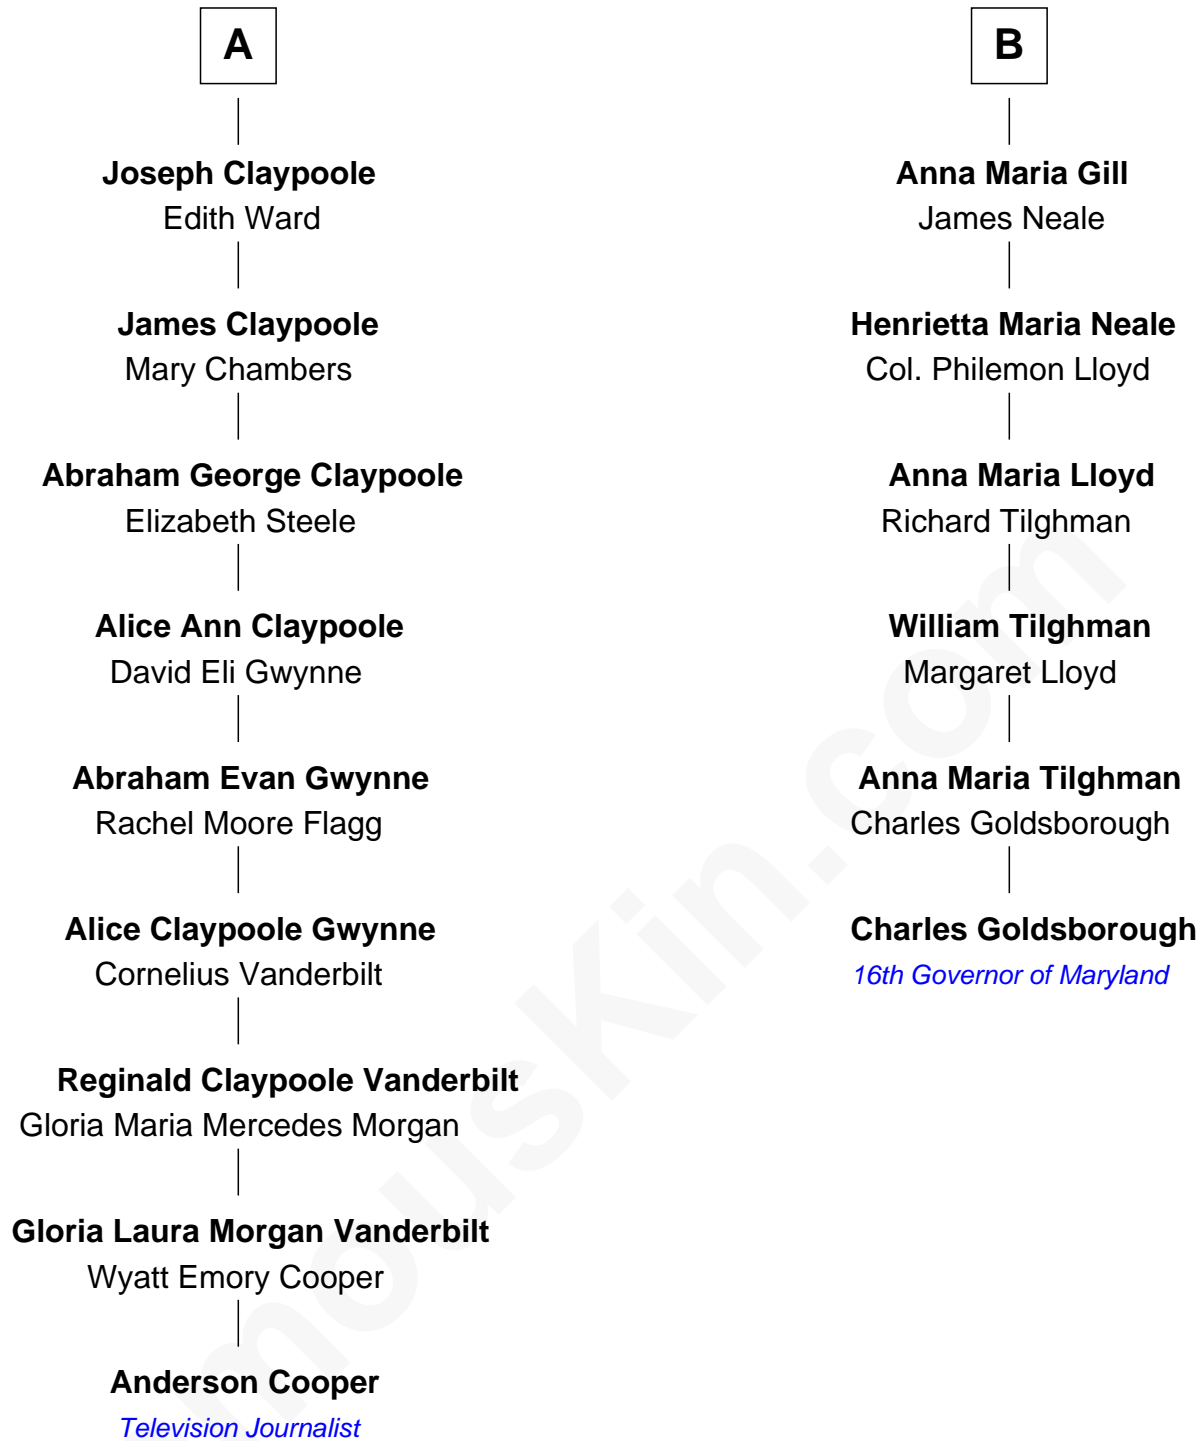 A
Joseph Claypoole
Edith Ward
James Claypoole
Mary Chambers
Abraham George Claypoole
Elizabeth Steele
Alice Ann Claypoole
David Eli Gwynne
Abraham Evan Gwynne
Rachel Moore Flagg
Alice Claypoole Gwynne
Cornelius Vanderbilt
Reginald Claypoole Vanderbilt
Gloria Maria Mercedes Morgan
Gloria Laura Morgan Vanderbilt
Wyatt Emory Cooper
Anderson Cooper
Television Journalist
B
Anna Maria Gill
James Neale
Henrietta Maria Neale
Col. Philemon Lloyd
Anna Maria Lloyd
Richard Tilghman
William Tilghman
Margaret Lloyd
Anna Maria Tilghman
Charles Goldsborough
Charles Goldsborough
16th Governor of Maryland
mousKin.com